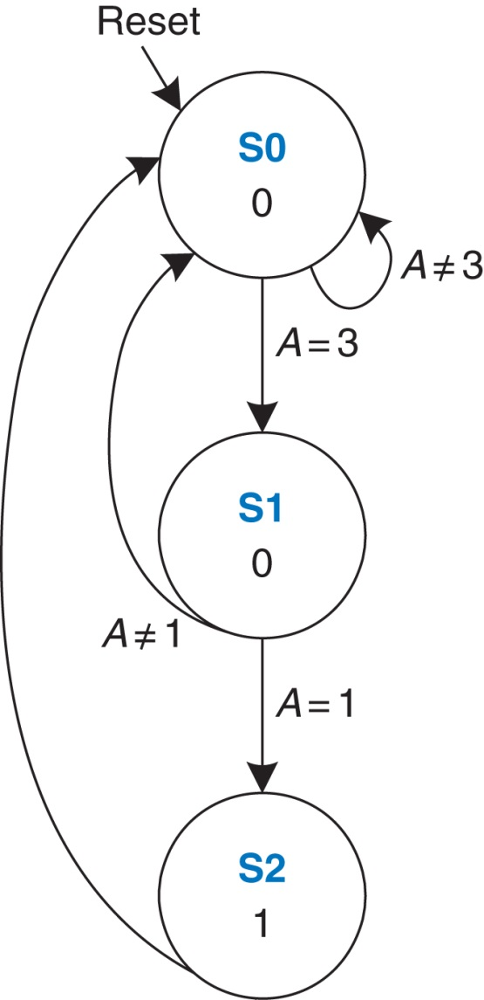 Reset
S0
0
A ≠ 3
A = 3
S1
0
A ≠ 1
A = 1
S2
1